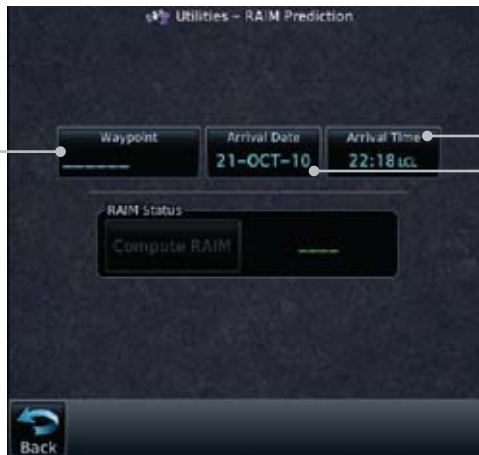 Utilities – RAIM Prediction
Waypoint
______
Arrival Date
21-OCT-10
Arrival Time
22:18 LCL
RAIM Status
Compute RAIM
____
Back